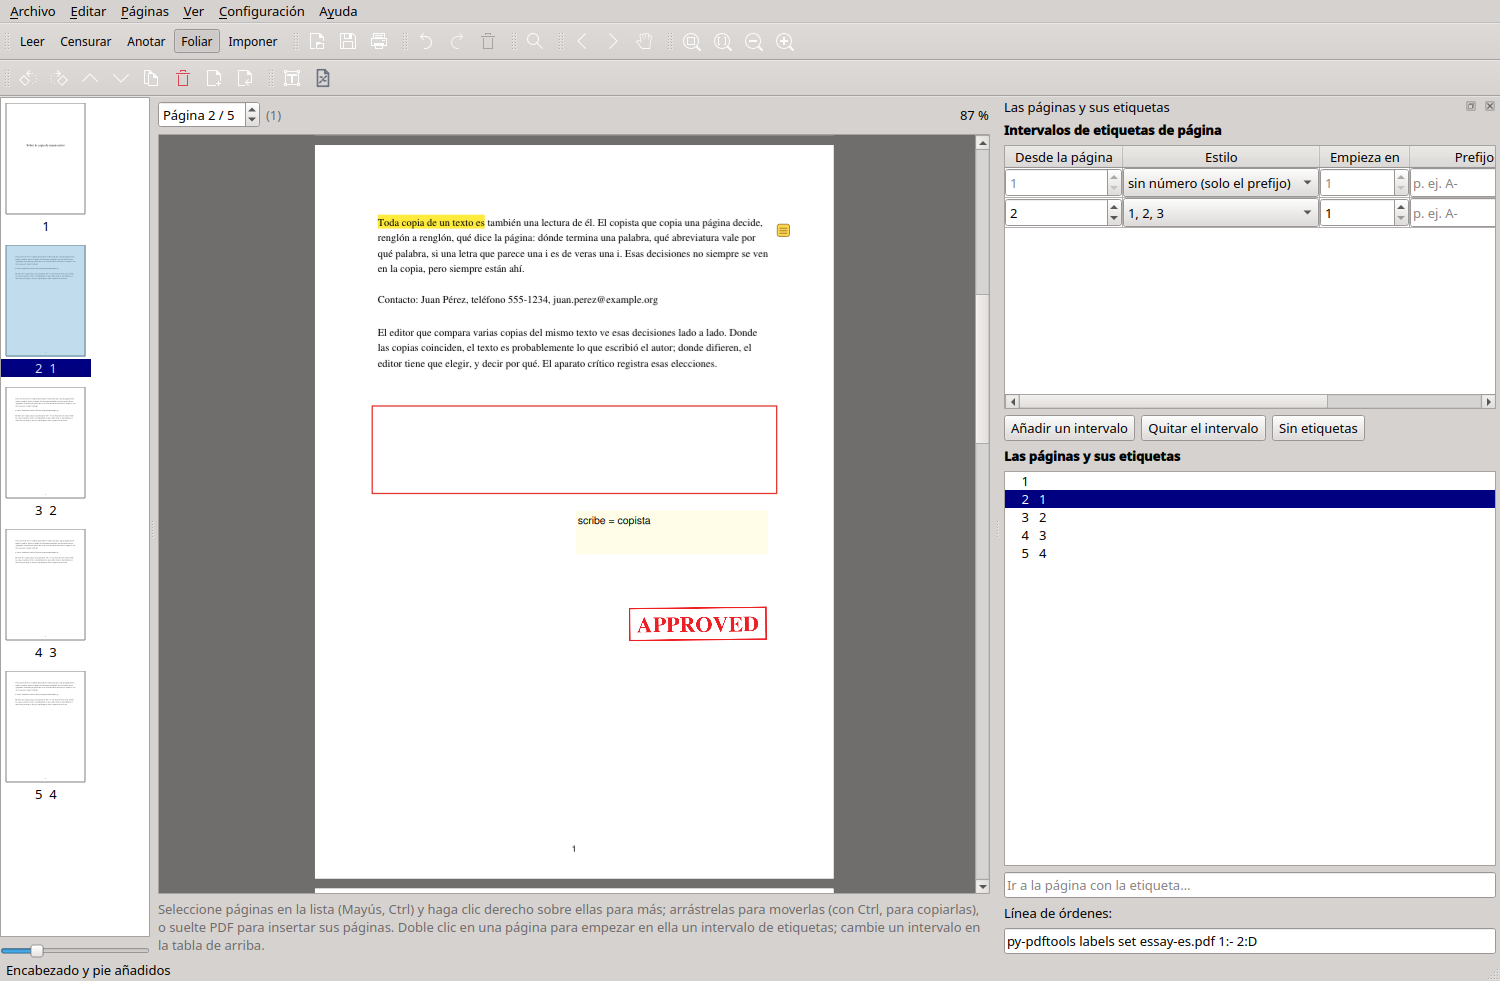 Archivo Editar Páginas Ver Configuración Ayuda
Leer Censurar Anotar Foliar Imponer
1
2 1
3 2
4 3
5 4
Página 2 / 5 (1) 87 %
Toda copia de un texto es también una lectura de él. El copista que copia una página decide,
renglón a renglón, qué dice la página: dónde termina una palabra, qué abreviatura vale por
qué palabra, si una letra que parece una i es de veras una i. Esas decisiones no siempre se ven
en la copia, pero siempre están ahí.
Contacto: Juan Pérez, teléfono 555-1234, juan.perez@example.org
El editor que compara varias copias del mismo texto ve esas decisiones lado a lado. Donde
las copias coinciden, el texto es probablemente lo que escribió el autor; donde difieren, el
editor tiene que elegir, y decir por qué. El aparato crítico registra esas elecciones.
scribe = copista
APPROVED
1
Seleccione páginas en la lista (Mayús, Ctrl) y haga clic derecho sobre ellas para más; arrástrelas para moverlas (con Ctrl, para copiarlas),
o suelte PDF para insertar sus páginas. Doble clic en una página para empezar en ella un intervalo de etiquetas; cambie un intervalo en
la tabla de arriba.
Las páginas y sus etiquetas
Intervalos de etiquetas de página
Desde la página Estilo Empieza en Prefijo
1 sin número (solo el prefijo) 1 p. ej. A-
2 1, 2, 3 1 p. ej. A-
Añadir un intervalo Quitar el intervalo Sin etiquetas
Las páginas y sus etiquetas
1
2 1
3 2
4 3
5 4
Ir a la página con la etiqueta...
Línea de órdenes:
py-pdftools labels set essay-es.pdf 1:- 2:D
Encabezado y pie añadidos